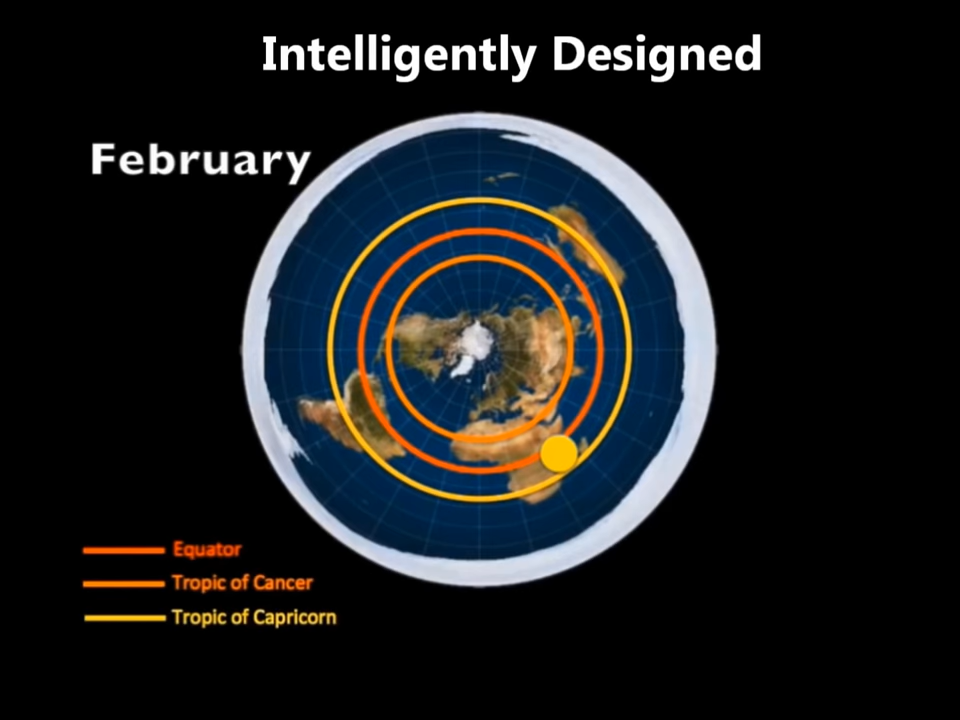 Intelligently Designed
February
Equator
Tropic of Cancer
Tropic of Capricorn